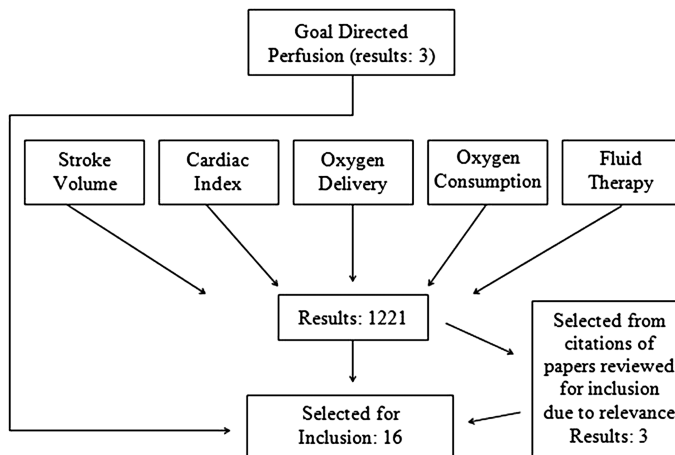 Goal Directed
Perfusion (results: 3)
Stroke
Volume
Cardiac
Index
Oxygen
Delivery
Oxygen
Consumption
Fluid
Therapy
Results: 1221
Selected from
citations of
papers reviewed
for inclusion
due to relevance
Results: 3
Selected for
Inclusion: 16